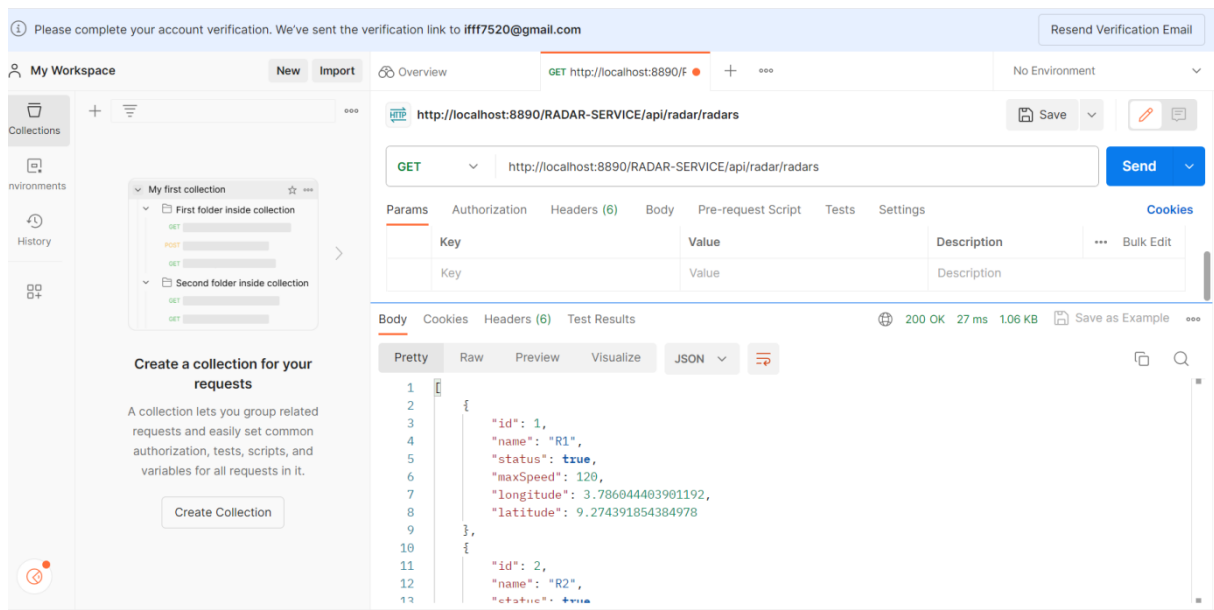 Please complete your account verification. We've sent the verification link to ifff7520@gmail.com
Resend Verification Email
My Workspace
New
Import
Overview
GET http://localhost:8890/F
No Environment
Collections
nvironments
History
HTTP http://localhost:8890/RADAR-SERVICE/api/radar/radars
Save
GET
http://localhost:8890/RADAR-SERVICE/api/radar/radars
Send
Params
Authorization
Headers (6)
Body
Pre-request Script
Tests
Settings
Cookies
Key
Value
Description
Bulk Edit
Key
Value
Description
My first collection
First folder inside collection
GET
POST
GET
Second folder inside collection
GET
GET
Create a collection for your
requests
A collection lets you group related
requests and easily set common
authorization, tests, scripts, and
variables for all requests in it.
Create Collection
Body
Cookies
Headers (6)
Test Results
200 OK 27 ms 1.06 KB
Save as Example
Pretty
Raw
Preview
Visualize
JSON
1 [
2 {
3 "id": 1,
4 "name": "R1",
5 "status": true,
6 "maxSpeed": 120,
7 "longitude": 3.786044403901192,
8 "latitude": 9.274391854384978
9 },
10 {
11 "id": 2,
12 "name": "R2",
13 "status": true